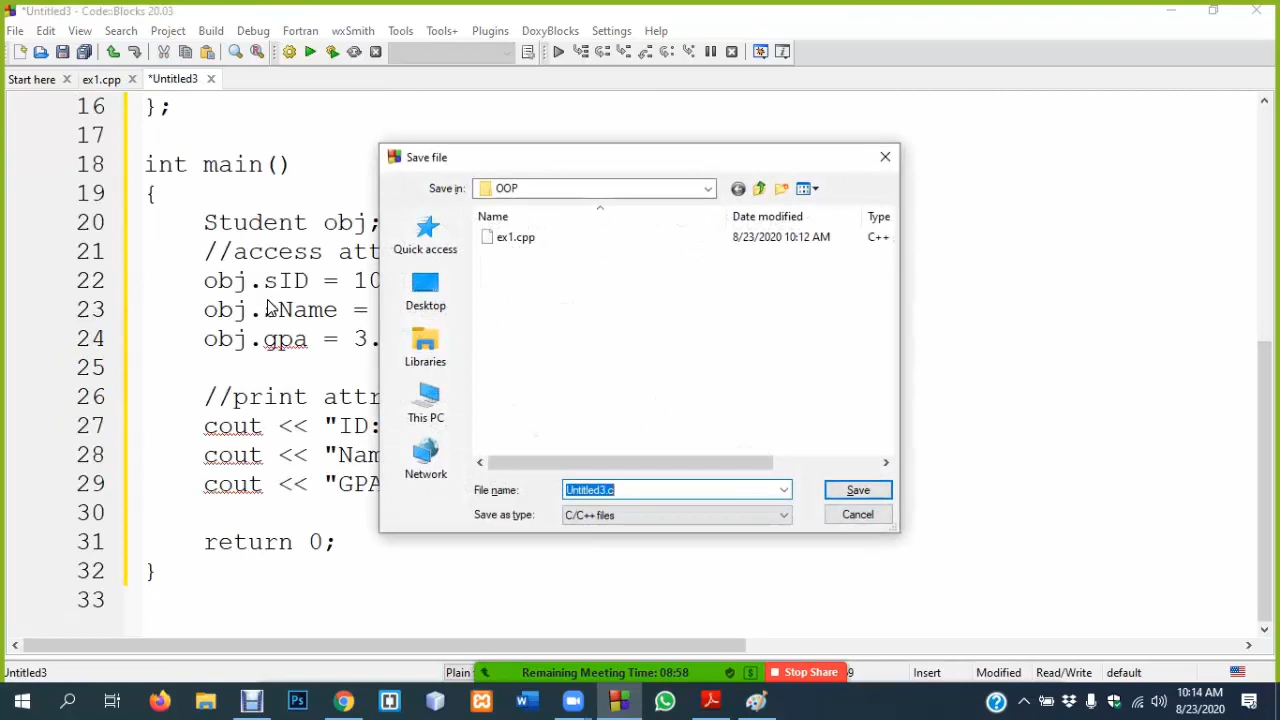 *Untitled3 - Code::Blocks 20.03
File Edit View Search Project Build Debug Fortran wxSmith Tools Tools+ Plugins DoxyBlocks Settings Help
Start here ex1.cpp *Untitled3
16 };
17
18 int main()
19 {
20 Student obj;
21 //access att
22 obj.sID = 10
23 obj.sName =
24 obj.gpa = 3.
25
26 //print attr
27 cout << "ID:
28 cout << "Nam
29 cout << "GPA
30
31 return 0;
32 }
33
Save file
Save in: OOP
Name Date modified Type
ex1.cpp 8/23/2020 10:12 AM C++
Quick access
Desktop
Libraries
This PC
Network
File name: Untitled3.c Save
Save as type: C/C++ files Cancel
Untitled3 Plain Remaining Meeting Time: 08:58 Stop Share 9 Insert Modified Read/Write default
10:14 AM
8/23/2020